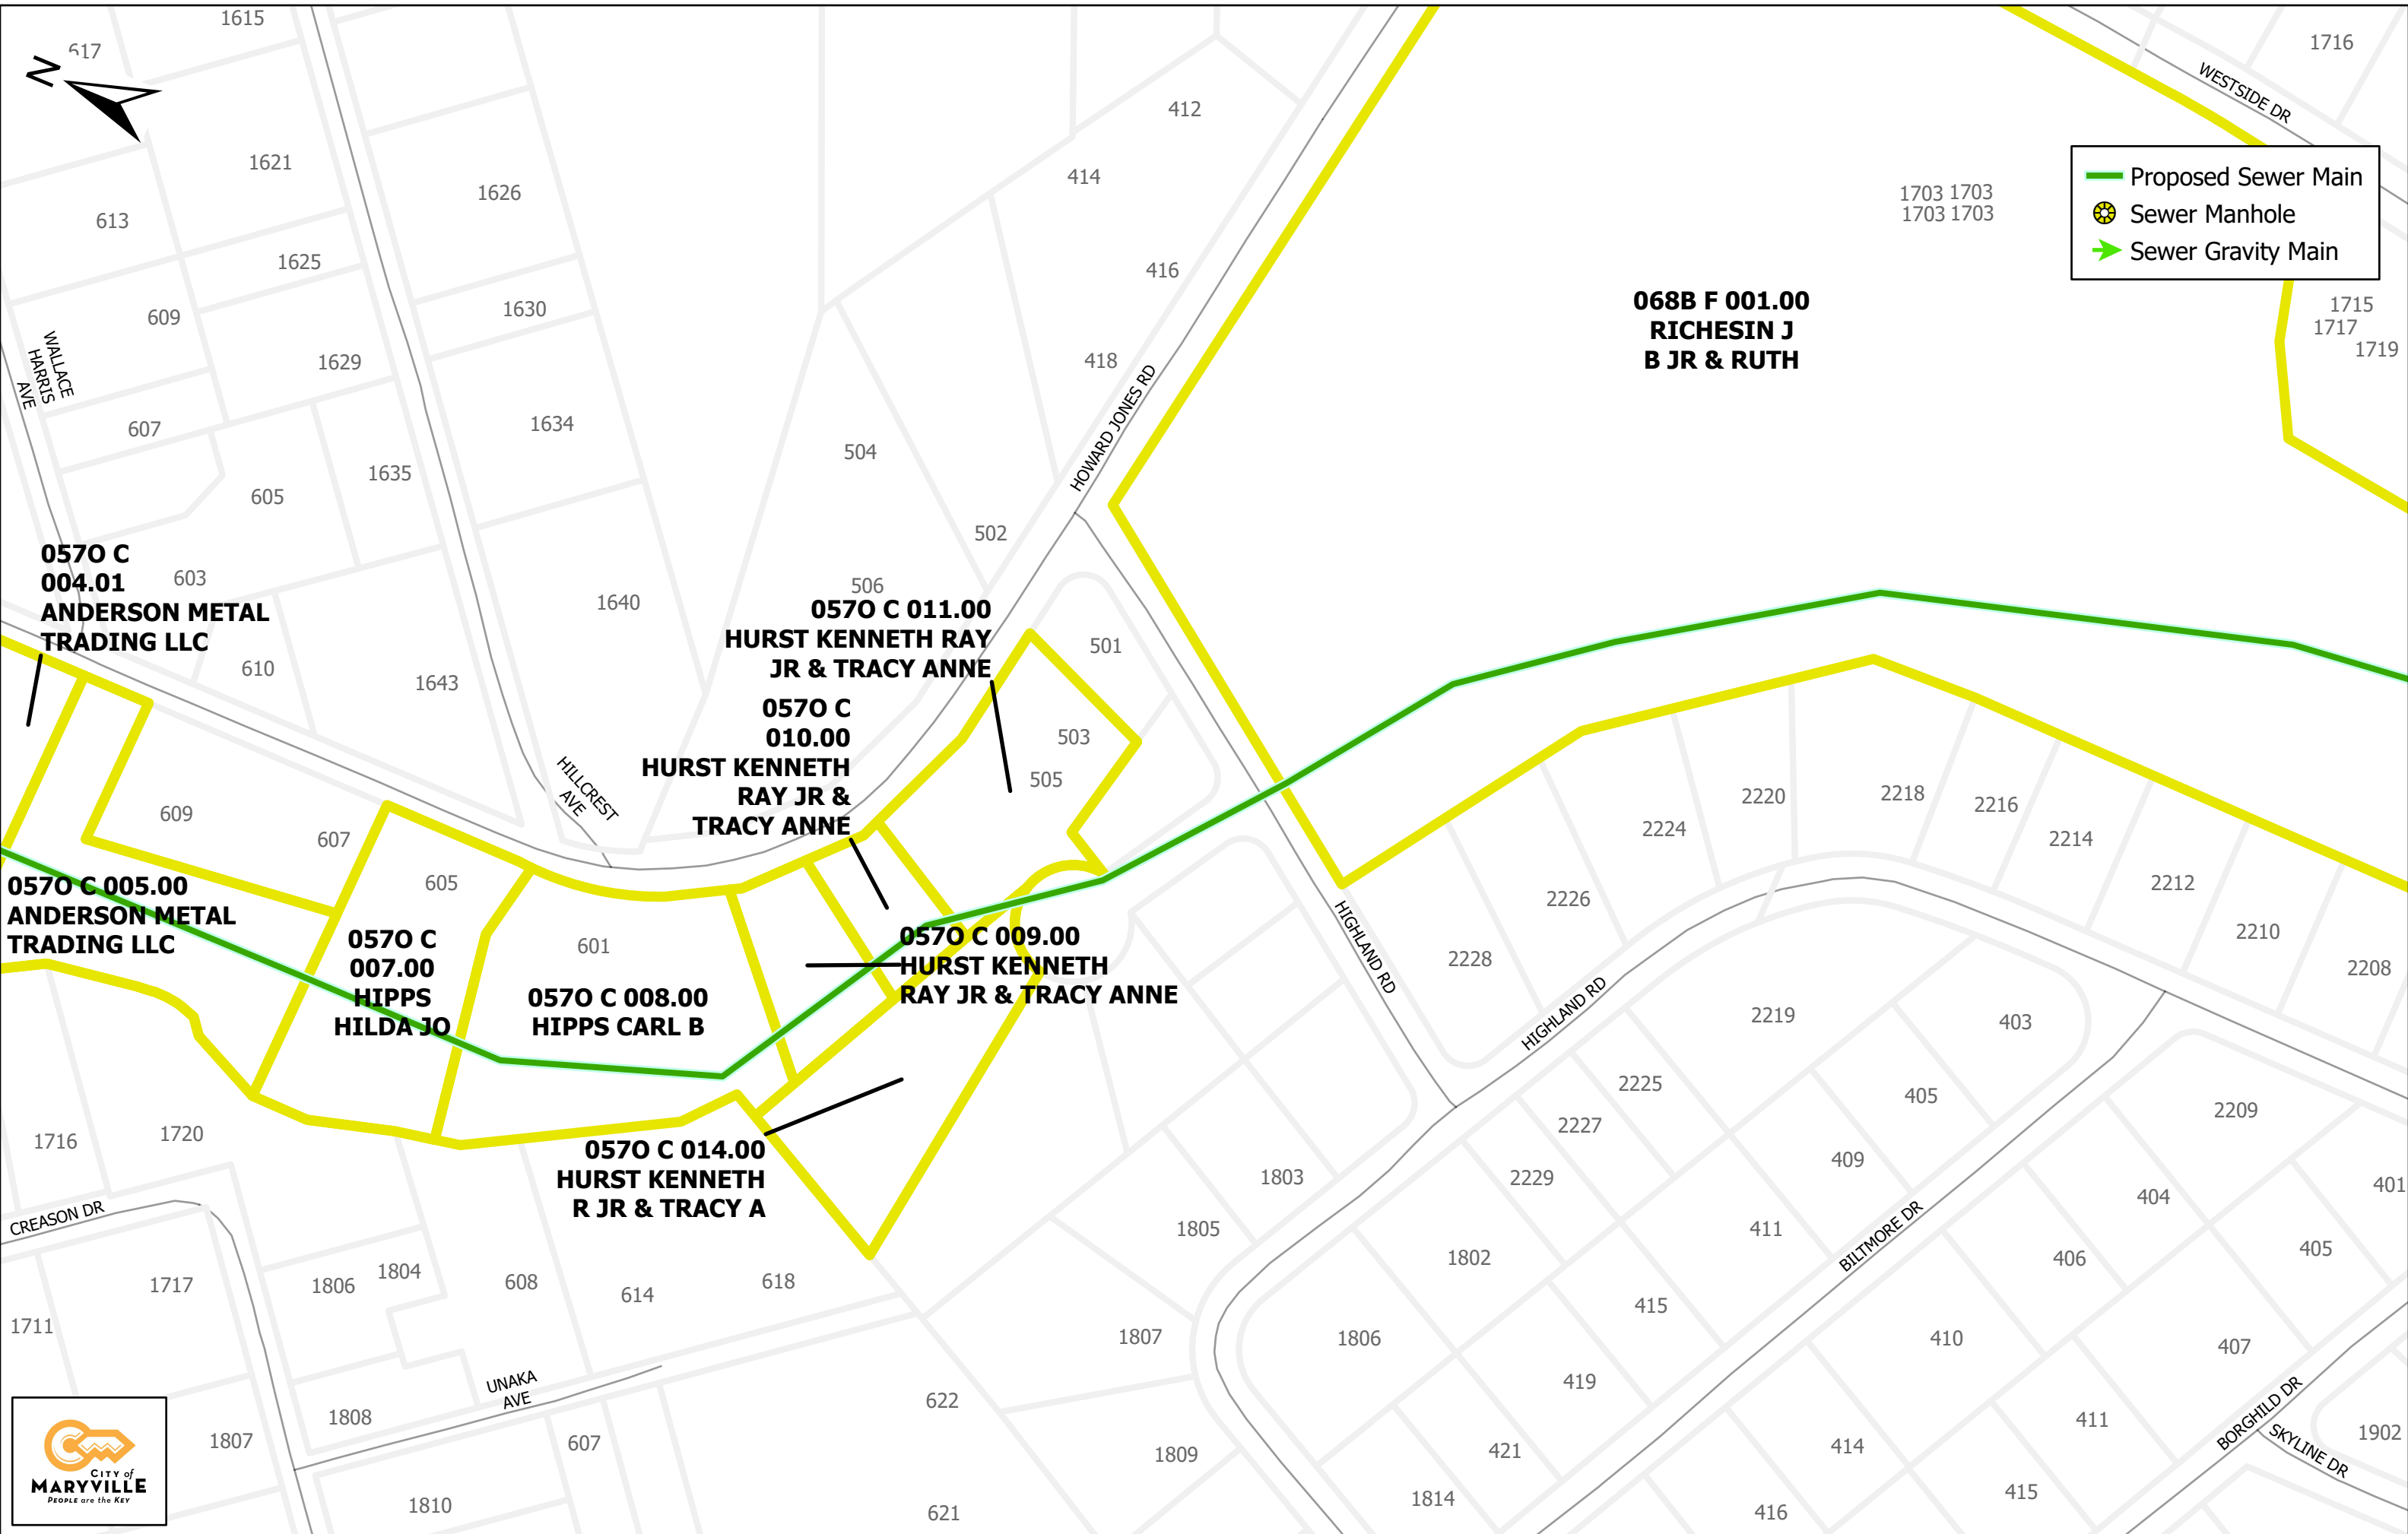 1615
617
N
1716
WESTSIDE DR
412
1621
414
1626
613
1703 1703
1703 1703
Proposed Sewer Main
Sewer Manhole
Sewer Gravity Main
1625
416
609
1630
068B F 001.00
RICHESIN J
B JR & RUTH
1715
1717
1719
WALLACE
HARRIS
AVE
1629
418
HOWARD JONES RD
607
1634
504
1635
605
502
057O C
004.01
ANDERSON METAL
TRADING LLC
603
1640
506
057O C 011.00
HURST KENNETH RAY
JR & TRACY ANNE
501
610
1643
057O C
010.00
HURST KENNETH
RAY JR &
TRACY ANNE
503
505
HILLCREST
AVE
609
607
605
2220
2218
2216
2224
2214
057O C 005.00
ANDERSON METAL
TRADING LLC
2212
2226
2210
057O C
007.00
HIPPS
HILDA JO
601
057O C 008.00
HIPPS CARL B
057O C 009.00
HURST KENNETH
RAY JR & TRACY ANNE
HIGHLAND RD
2228
2208
HIGHLAND RD
2219
403
2225
405
2209
2227
1716
1720
057O C 014.00
HURST KENNETH
R JR & TRACY A
409
1803
2229
404
401
CREASON DR
1805
411
BILTMORE DR
1802
406
405
1717
1806
1804
608
614
618
415
1711
1807
1806
410
407
UNAKA
AVE
419
622
BORGHILD DR
1808
411
1902
1807
607
1809
421
414
SKYLINE DR
CITY of
MARYVILLE
PEOPLE are the KEY
1810
621
1814
416
415